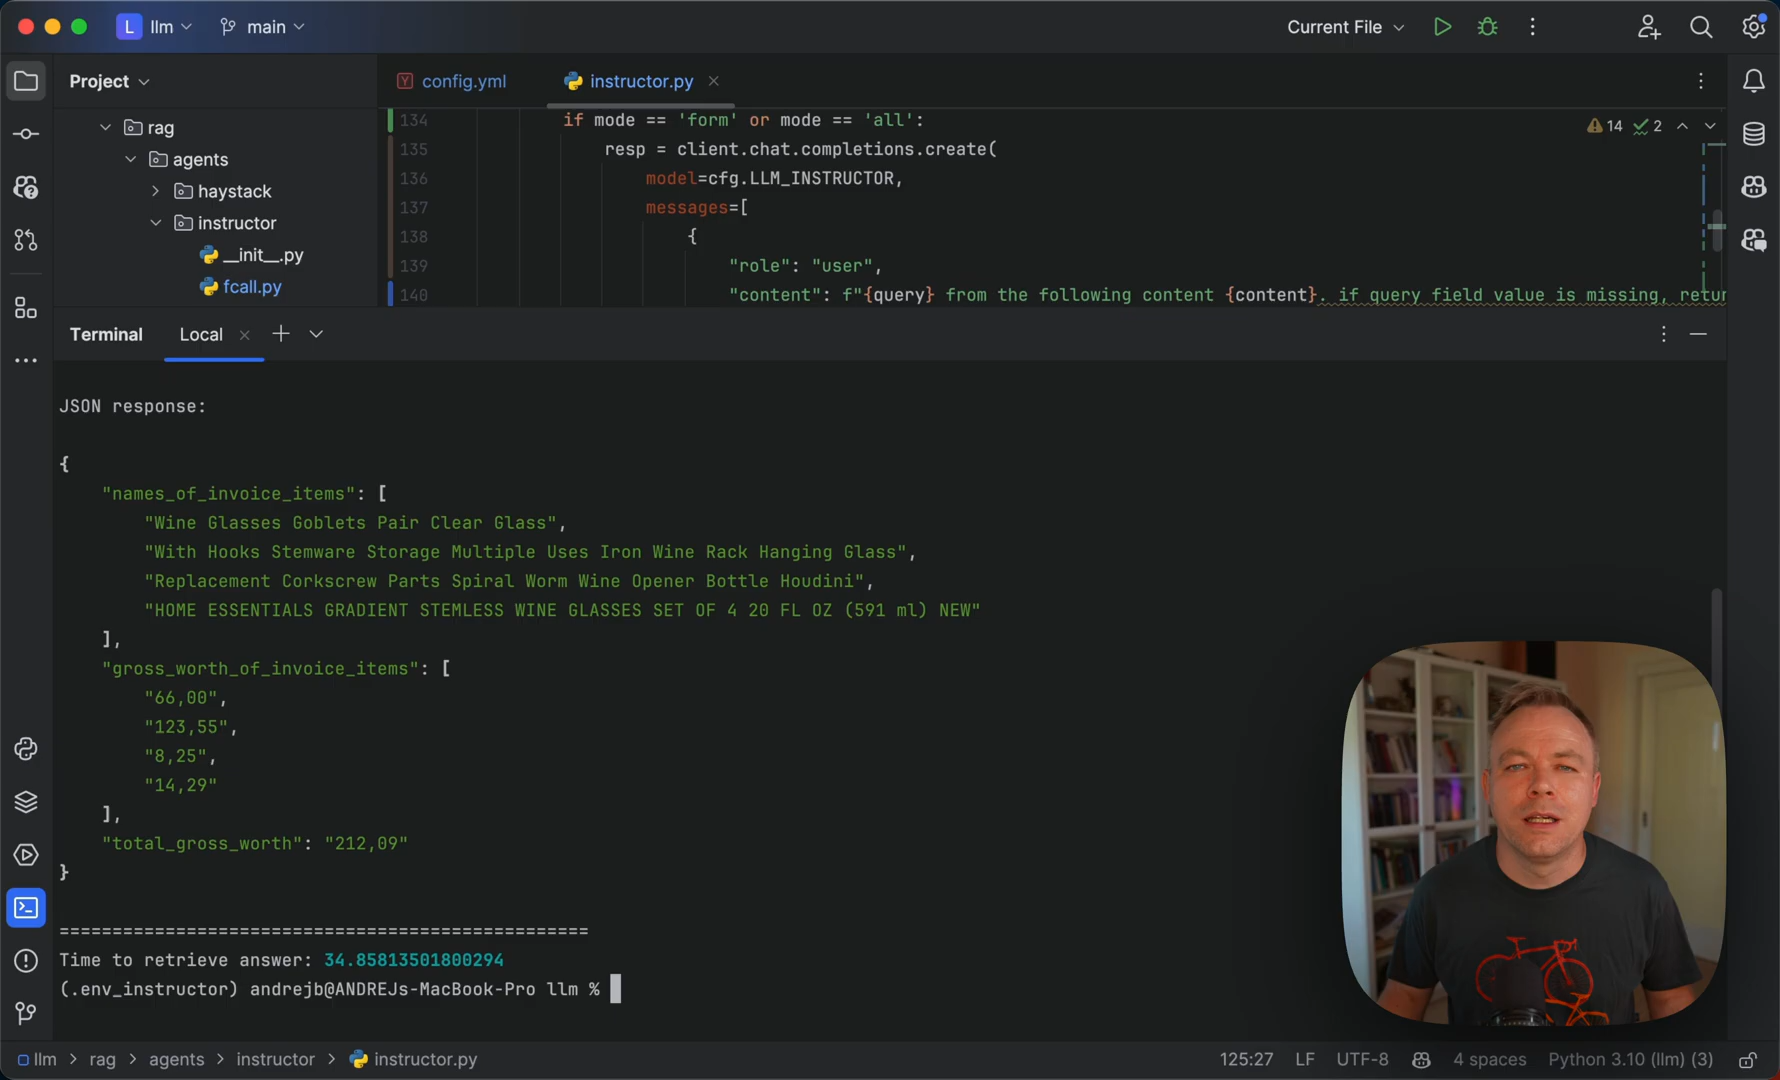 L llm main
Current File
Project
config.yml
instructor.py
rag
agents
haystack
instructor
__init__.py
fcall.py
134 if mode == 'form' or mode == 'all':
135 resp = client.chat.completions.create(
136 model=cfg.LLM_INSTRUCTOR,
137 messages=[
138 {
139 "role": "user",
140 "content": f"{query} from the following content {content}. if query field value is missing, retur
14 2
Terminal Local
JSON response:
{
"names_of_invoice_items": [
"Wine Glasses Goblets Pair Clear Glass",
"With Hooks Stemware Storage Multiple Uses Iron Wine Rack Hanging Glass",
"Replacement Corkscrew Parts Spiral Worm Wine Opener Bottle Houdini",
"HOME ESSENTIALS GRADIENT STEMLESS WINE GLASSES SET OF 4 20 FL OZ (591 ml) NEW"
],
"gross_worth_of_invoice_items": [
"66,00",
"123,55",
"8,25",
"14,29"
],
"total_gross_worth": "212,09"
}
==================================================
Time to retrieve answer: 34.85813501800294
(.env_instructor) andrejb@ANDREJs-MacBook-Pro llm %
llm > rag > agents > instructor > instructor.py
125:27 LF UTF-8 4 spaces Python 3.10 (llm) (3)